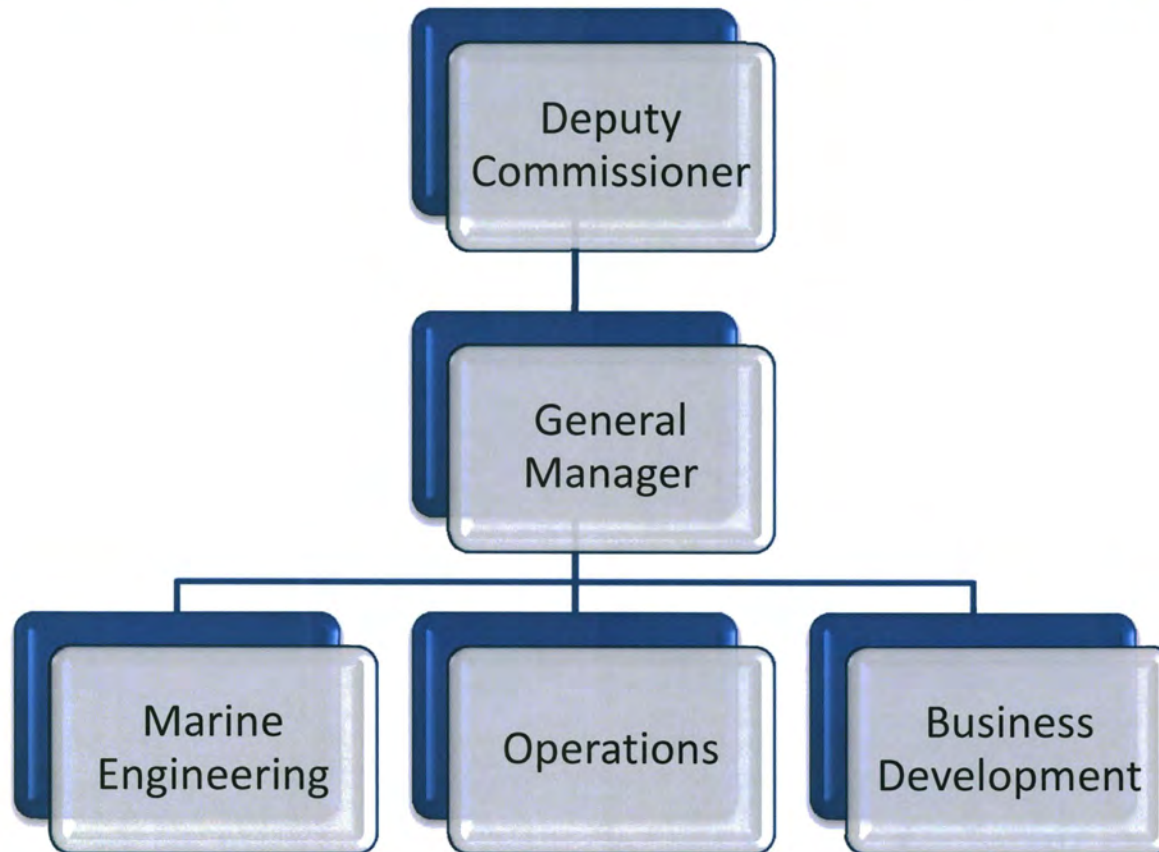 Deputy
Commissioner
General
Manager
Marine
Engineering
Operations
Business
Development